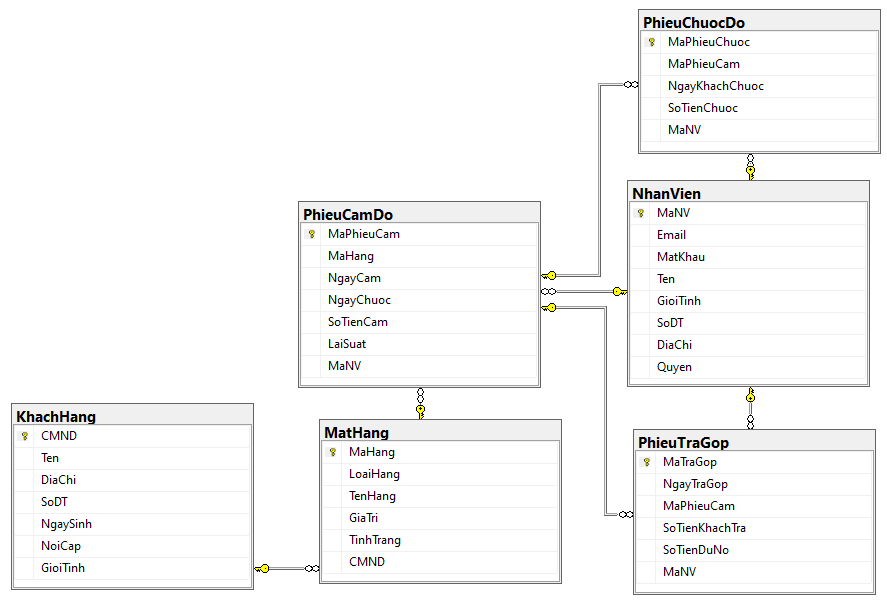 PhieuChuocDo
MaPhieuChuoc
MaPhieuCam
NgayKhachChuoc
SoTienChuoc
MaNV
NhanVien
MaNV
Email
MatKhau
Ten
GioiTinh
SoDT
DiaChi
Quyen
PhieuCamDo
MaPhieuCam
MaHang
NgayCam
NgayChuoc
SoTienCam
LaiSuat
MaNV
KhachHang
CMND
Ten
DiaChi
SoDT
NgaySinh
NoiCap
GioiTinh
MatHang
MaHang
LoaiHang
TenHang
GiaTri
TinhTrang
CMND
PhieuTraGop
MaTraGop
NgayTraGop
MaPhieuCam
SoTienKhachTra
SoTienDuNo
MaNV